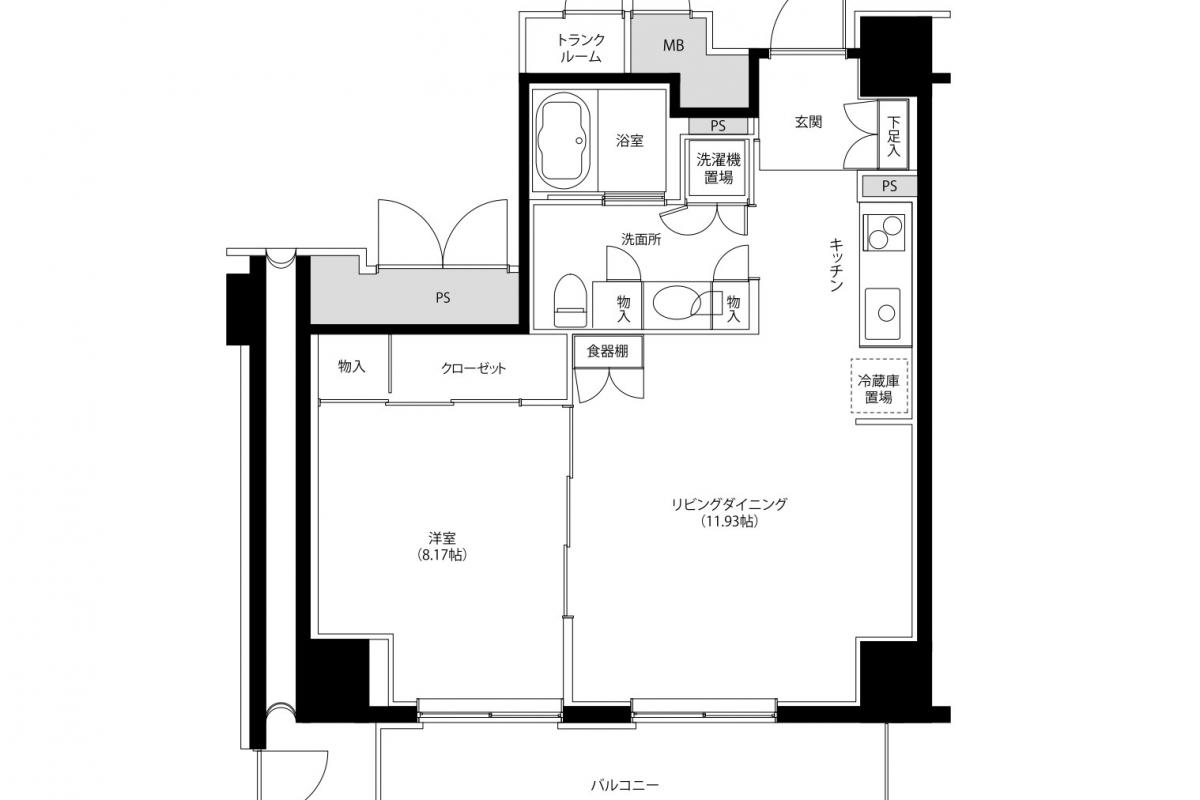 トランク
ルーム
MB
PS
玄関
下足入
浴室
洗濯機
置場
PS
洗面所
キッチン
PS
物入
物入
食器棚
物入
クローゼット
冷蔵庫
置場
リビングダイニング
(11.93帖)
洋室
(8.17帖)
バルコニー